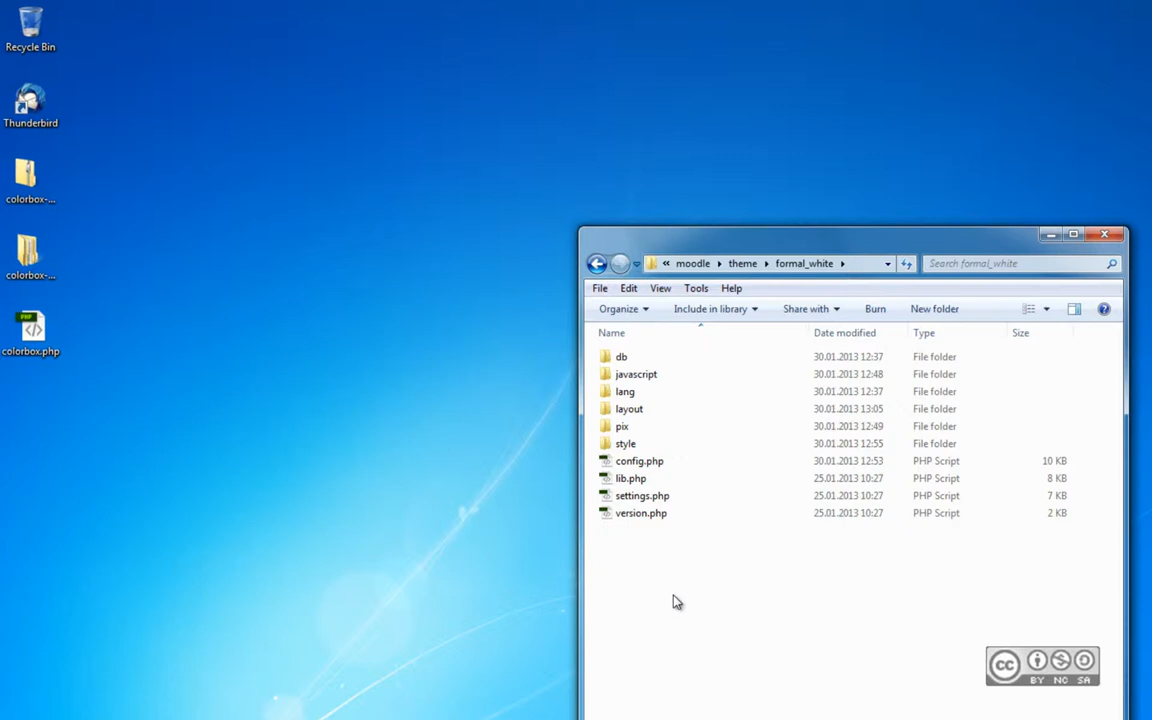 Recycle Bin
Thunderbird
colorbox-...
colorbox-...
PHP
colorbox.php
« moodle theme formal_white
Search formal_white
File Edit View Tools Help
Organize Include in library Share with Burn New folder
Name Date modified Type Size
db 30.01.2013 12:37 File folder
javascript 30.01.2013 12:48 File folder
lang 30.01.2013 12:37 File folder
layout 30.01.2013 13:05 File folder
pix 30.01.2013 12:49 File folder
style 30.01.2013 12:55 File folder
config.php 30.01.2013 12:53 PHP Script 10 KB
lib.php 25.01.2013 10:27 PHP Script 8 KB
settings.php 25.01.2013 10:27 PHP Script 7 KB
version.php 25.01.2013 10:27 PHP Script 2 KB
cc
BY NC SA